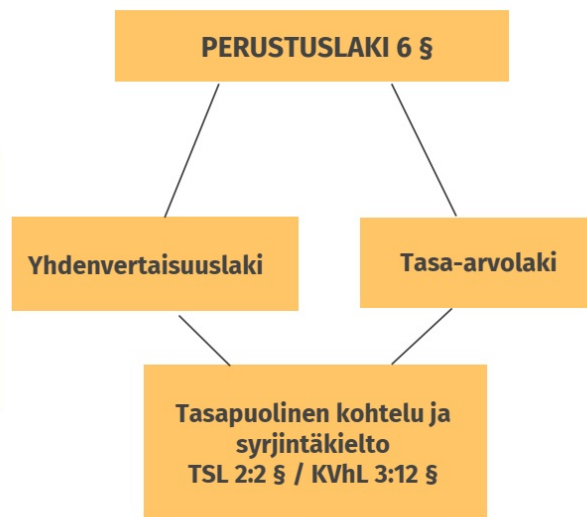 PERUSTUSLAKI 6 §
Yhdenvertaisuuslaki
Tasa-arvolaki
Tasapuolinen kohtelu ja
syrjintäkielto
TSL 2:2 § / KVhL 3:12 §